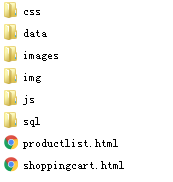 css
data
images
img
js
sql
productlist.html
shoppingcart.html